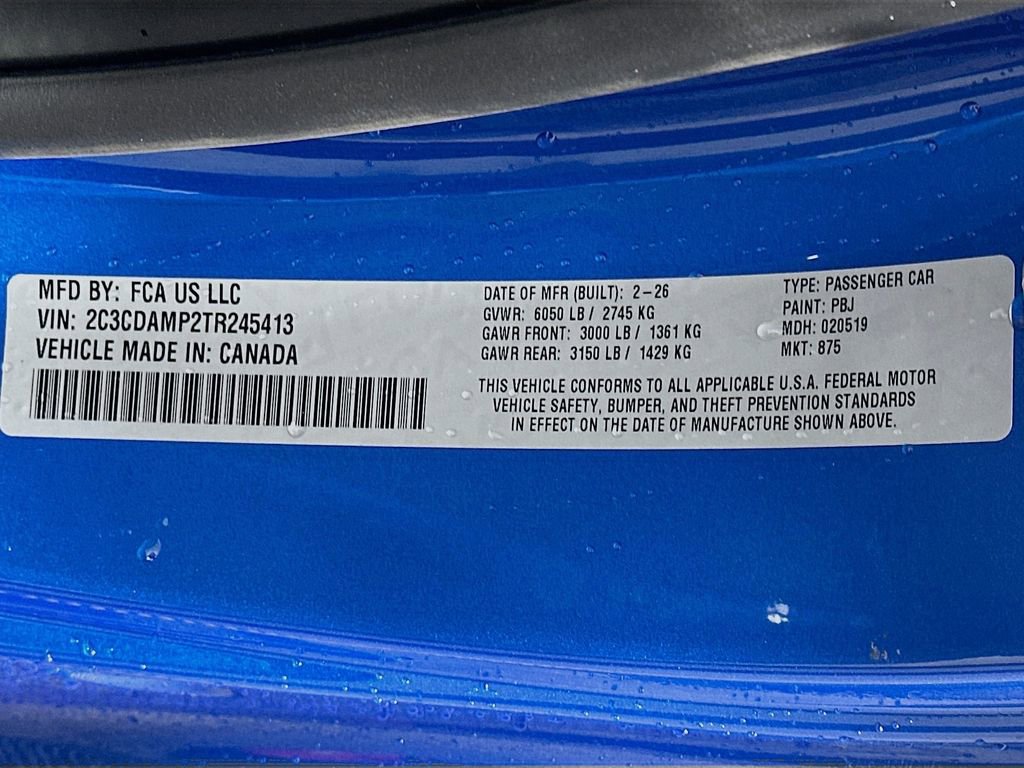 MFD BY: FCA US LLC
VIN: 2C3CDAMP2TR245413
VEHICLE MADE IN: CANADA
DATE OF MFR (BUILT): 2-26
GVWR: 6050 LB / 2745 KG
GAWR FRONT: 3000 LB / 1361 KG
GAWR REAR: 3150 LB / 1429 KG
TYPE: PASSENGER CAR
PAINT: PBJ
MDH: 020519
MKT: 875
THIS VEHICLE CONFORMS TO ALL APPLICABLE U.S.A. FEDERAL MOTOR
VEHICLE SAFETY, BUMPER, AND THEFT PREVENTION STANDARDS
IN EFFECT ON THE DATE OF MANUFACTURE SHOWN ABOVE.